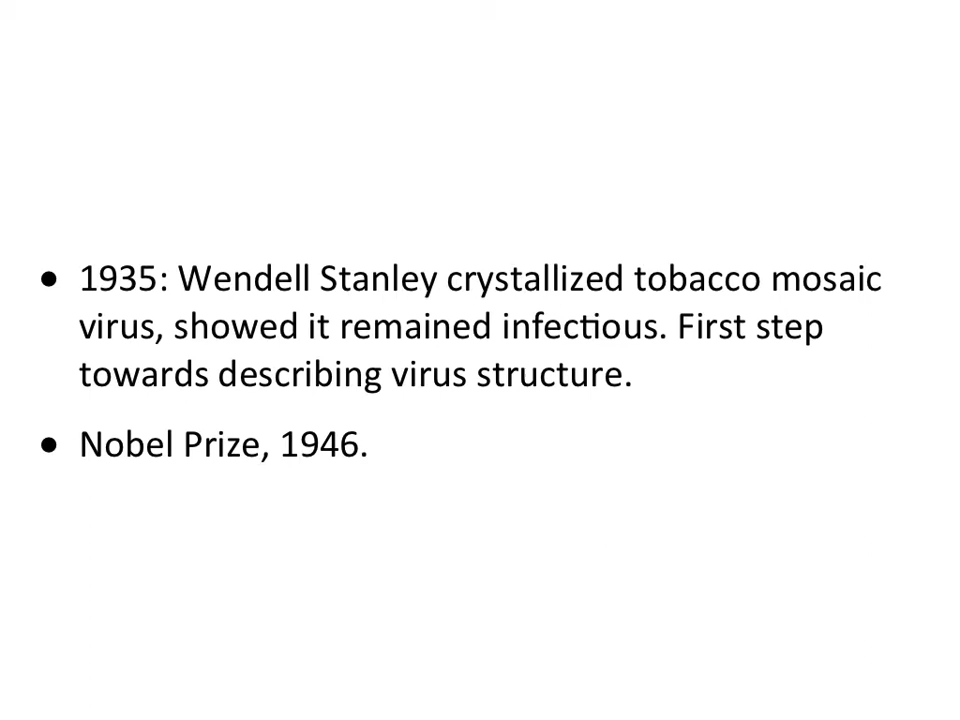 • 1935: Wendell Stanley crystallized tobacco mosaic
virus, showed it remained infectious. First step
towards describing virus structure.
• Nobel Prize, 1946.